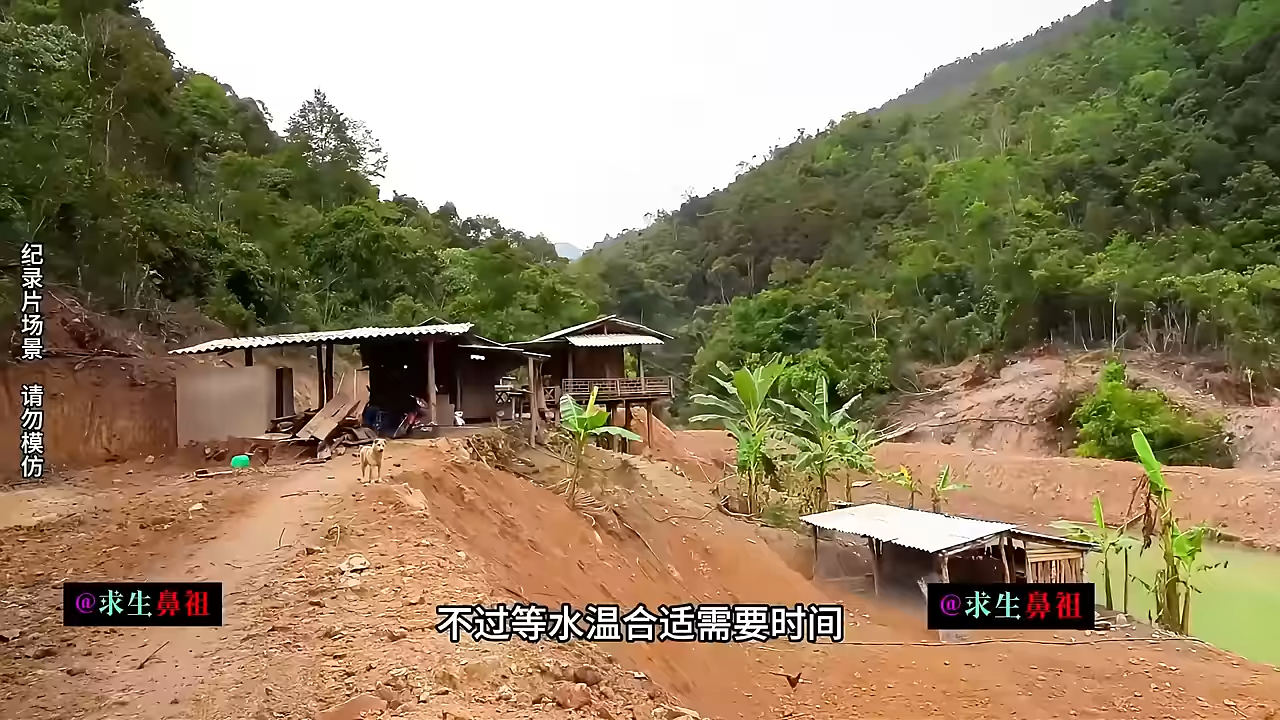 纪录片场景 请勿模仿
@求生鼻祖
不过等水温合适需要时间
@求生鼻祖